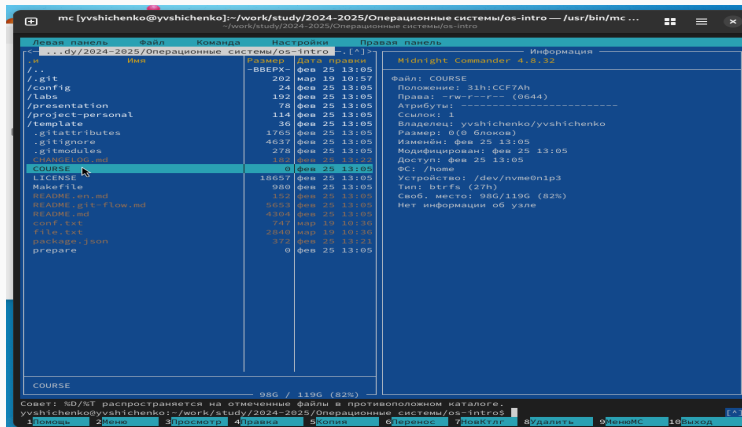 mc [yvshichenko@yvshichenko]:~/work/study/2024-2025/Операционные системы/os-intro — /usr/bin/mc ...
~/work/study/2024-2025/Операционные системы/os-intro
Левая панель Файл Команда Настройки Правая панель
<— ...dy/2024-2025/Операционные системы/os-intro —.[^]>
.и Имя Размер Дата правки
/.. -ВВЕРХ- фев 25 13:05
/.git 202 мар 19 10:57
/config 24 фев 25 13:05
/labs 192 фев 25 13:05
/presentation 78 фев 25 13:05
/project-personal 114 фев 25 13:05
/template 36 фев 25 13:05
.gitattributes 1765 фев 25 13:05
.gitignore 4637 фев 25 13:05
.gitmodules 278 фев 25 13:05
CHANGELOG.md 182 фев 25 13:22
COURSE 0 фев 25 13:05
LICENSE 18657 фев 25 13:05
Makefile 980 фев 25 13:05
README.en.md 152 фев 25 13:05
README.git-flow.md 5653 фев 25 13:05
README.md 4304 фев 25 13:05
conf.txt 747 мар 19 10:36
file.txt 2840 мар 19 10:36
package.json 372 фев 25 13:21
prepare 0 фев 25 13:05
COURSE
98G / 119G (82%)
Информация
Midnight Commander 4.8.32
Файл: COURSE
Положение: 31h:CCF7Ah
Права: -rw-r--r-- (0644)
Атрибуты: -------------------------
Ссылок: 1
Владелец: yvshichenko/yvshichenko
Размер: 0(0 блоков)
Изменён: фев 25 13:05
Модифицирован: фев 25 13:05
Доступ: фев 25 13:05
ФС: /home
Устройство: /dev/nvme0n1p3
Тип: btrfs (27h)
Своб. место: 98G/119G (82%)
Нет информации об узле
Совет: %D/%T распространяется на отмеченные файлы в противоположном каталоге.
yvshichenko@yvshichenko:~/work/study/2024-2025/Операционные системы/os-intro$ [^]
1Помощь 2Меню 3Просмотр 4Правка 5Копия 6Перенос 7НовКтлг 8Удалить 9МенюMC 10Выход